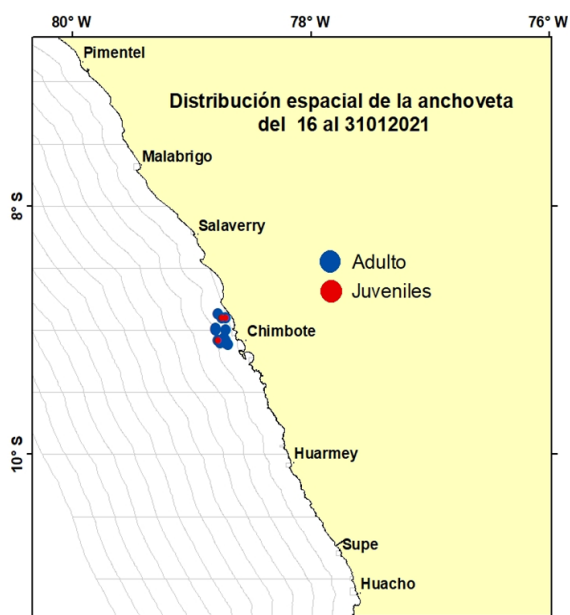 80° W 78° W 76° W
Pimentel
Distribución espacial de la anchoveta
del 16 al 31012021
Malabrigo
8° S
Salaverry
Adulto
Juveniles
Chimbote
10° S
Huarmey
Supe
Huacho